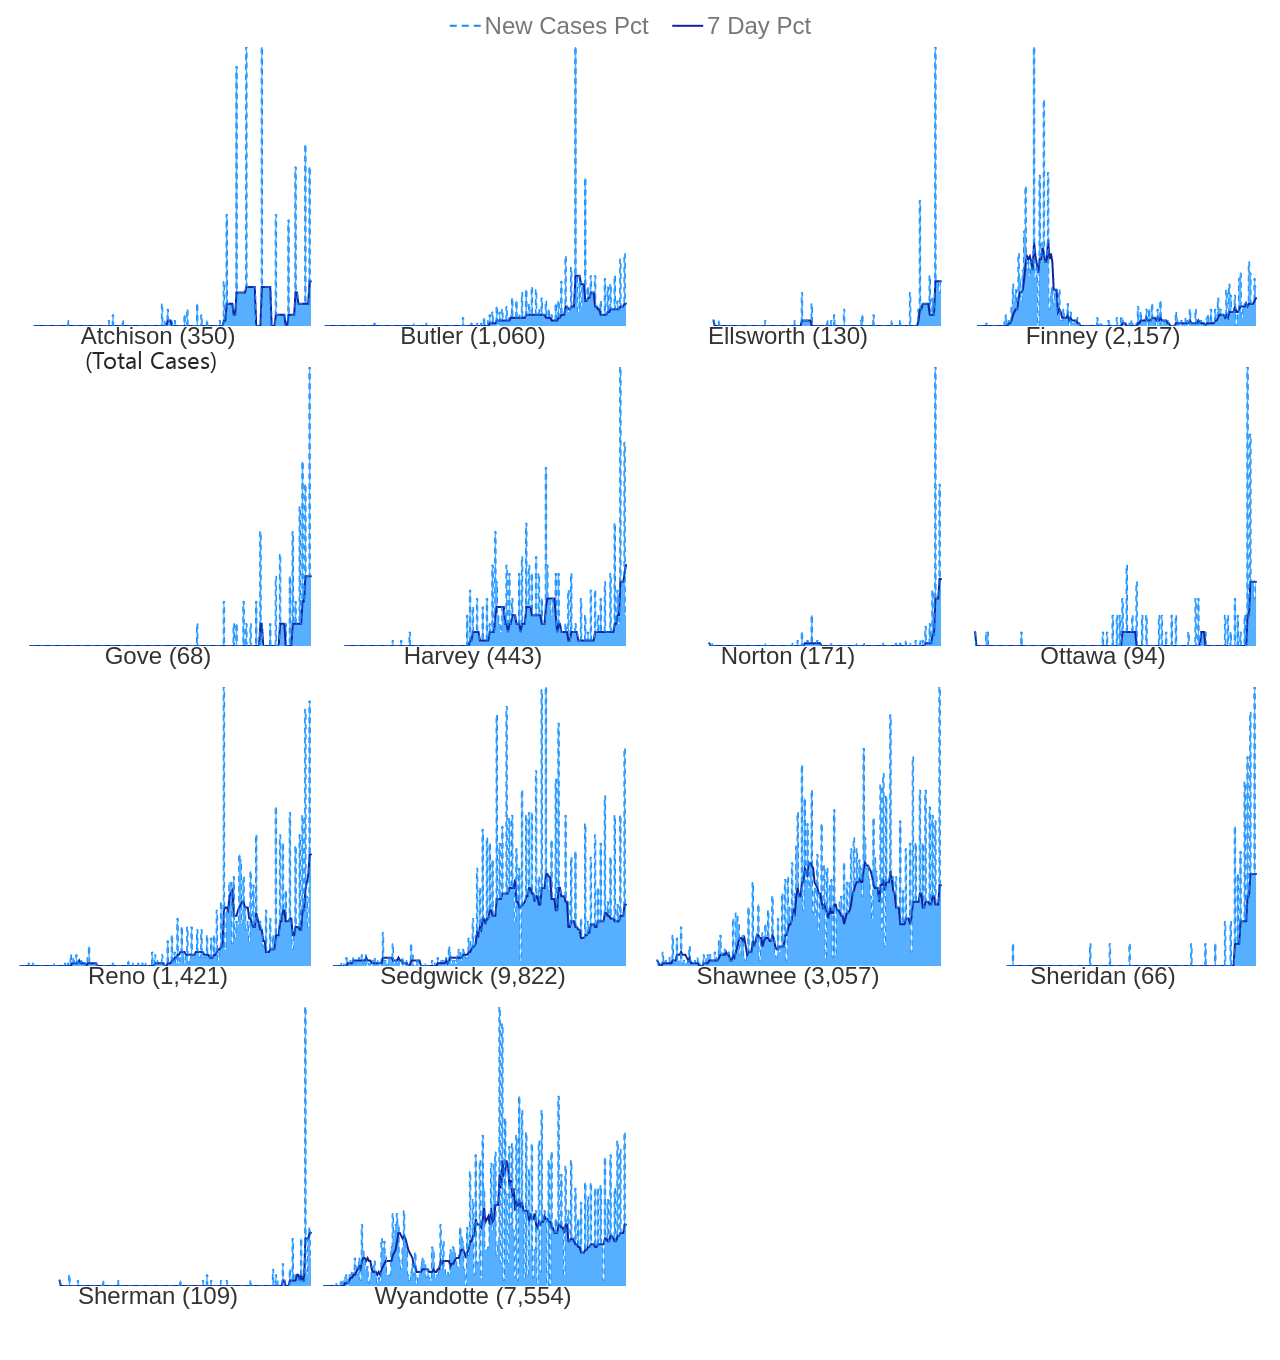 New Cases Pct 7 Day Pct
Atchison (350) Butler (1,060) Ellsworth (130) Finney (2,157)
(Total Cases)
Gove (68) Harvey (443) Norton (171) Ottawa (94)
Reno (1,421) Sedgwick (9,822) Shawnee (3,057) Sheridan (66)
Sherman (109) Wyandotte (7,554)